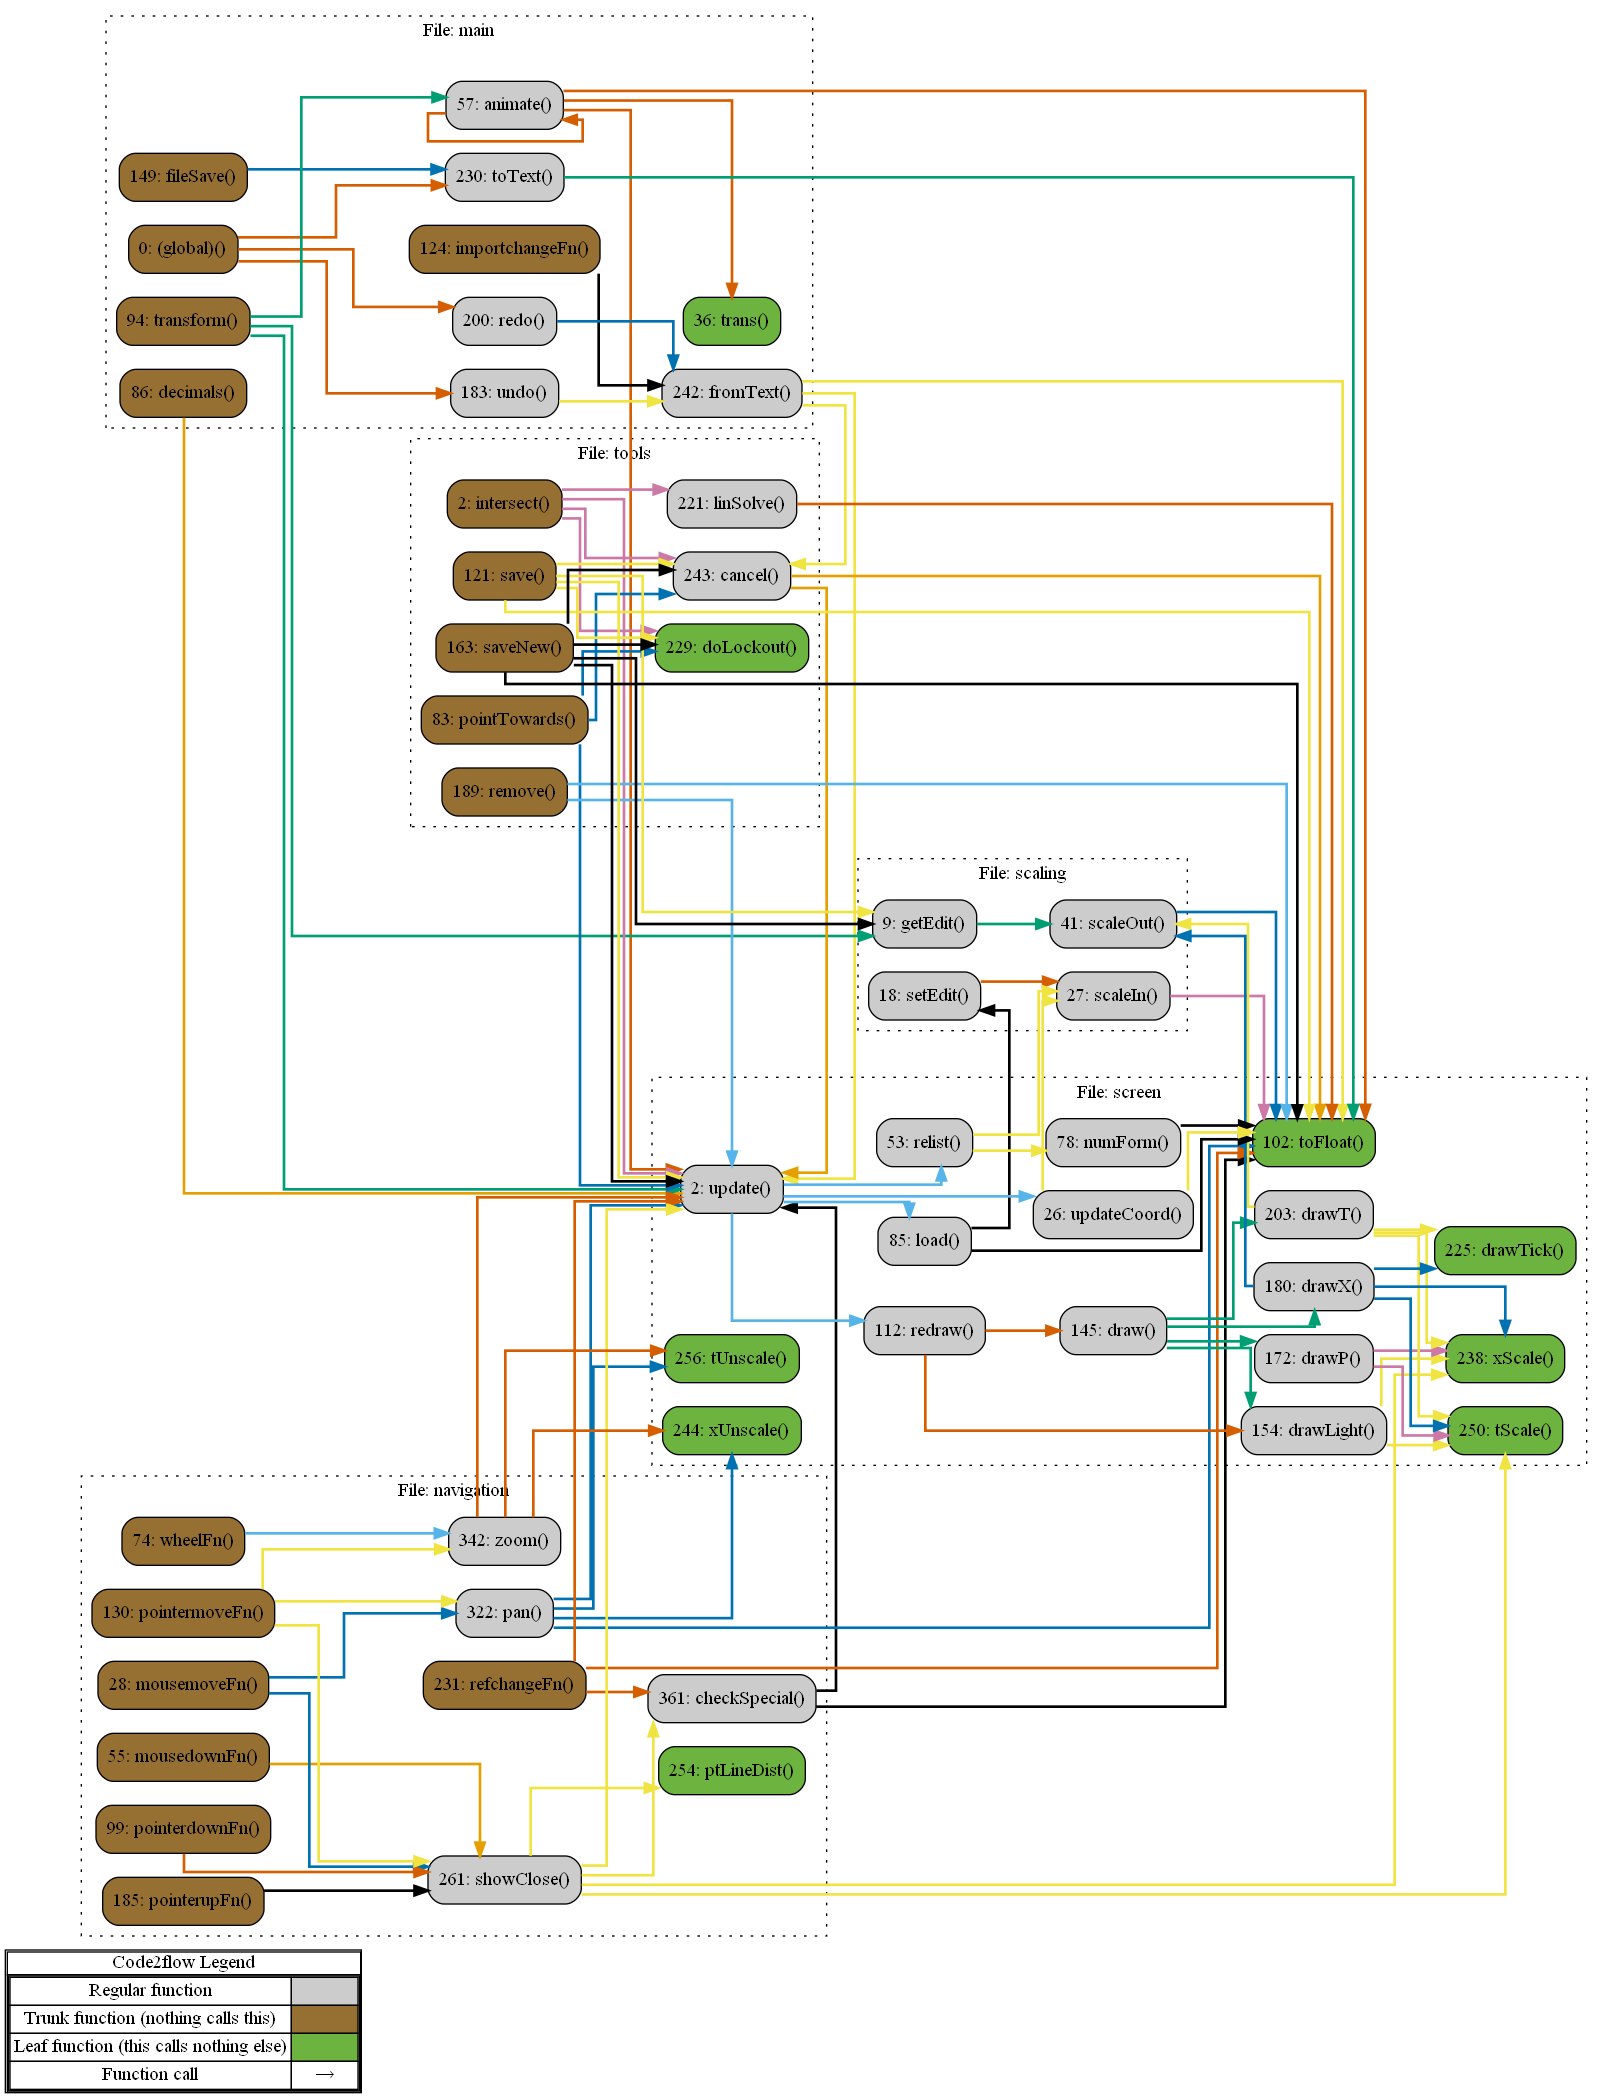 File: main
57: animate()
149: fileSave()
230: toText()
0: (global)()
124: importchangeFn()
94: transform()
200: redo()
36: trans()
86: decimals()
183: undo()
242: fromText()
File: tools
2: intersect()
221: linSolve()
121: save()
243: cancel()
163: saveNew()
229: doLockout()
83: pointTowards()
189: remove()
File: scaling
9: getEdit()
41: scaleOut()
18: setEdit()
27: scaleIn()
File: screen
53: relist()
78: numForm()
102: toFloat()
2: update()
26: updateCoord()
203: drawT()
85: load()
225: drawTick()
180: drawX()
112: redraw()
145: draw()
256: tUnscale()
172: drawP()
238: xScale()
244: xUnscale()
154: drawLight()
250: tScale()
File: navigation
74: wheelFn()
342: zoom()
130: pointermoveFn()
322: pan()
28: mousemoveFn()
231: refchangeFn()
361: checkSpecial()
55: mousedownFn()
254: ptLineDist()
99: pointerdownFn()
261: showClose()
185: pointerupFn()
Code2flow Legend
Regular function
Trunk function (nothing calls this)
Leaf function (this calls nothing else)
Function call →